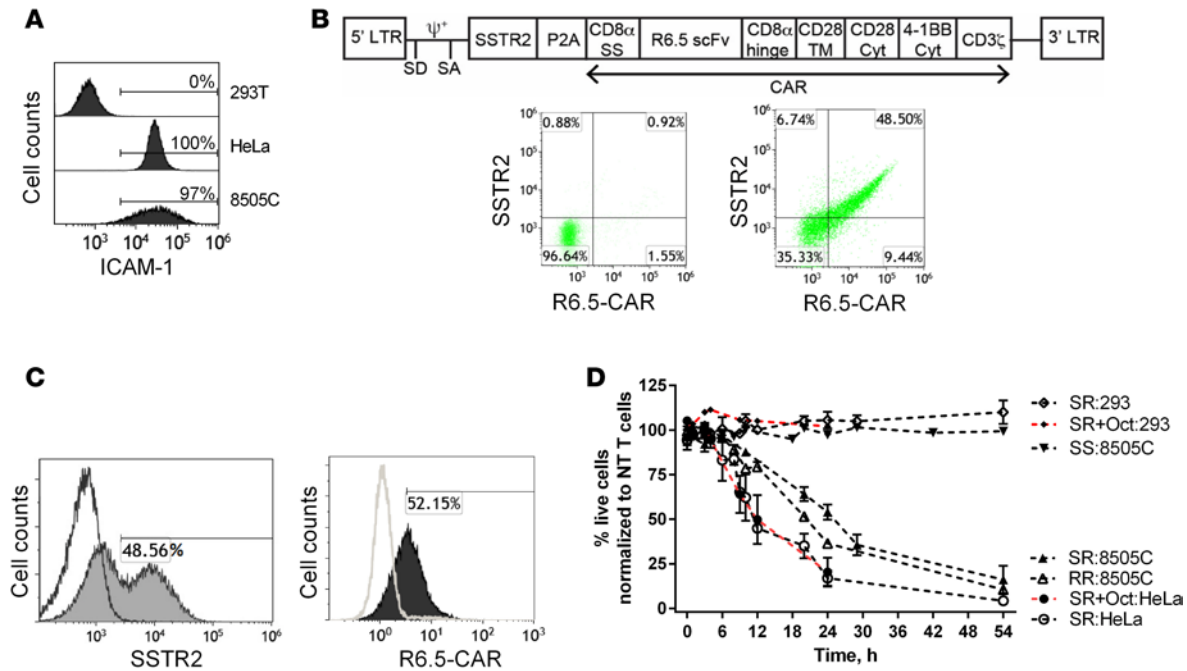 A
Cell counts
0%
293T
100%
HeLa
97%
8505C
10³ 10⁴ 10⁵ 10⁶
ICAM-1
B
5' LTR
ψ⁺
SD SA
SSTR2
P2A
CD8α
SS
R6.5 scFv
CD8α
hinge
CD28
TM
CD28
Cyt
4-1BB
Cyt
CD3ζ
3' LTR
CAR
SSTR2
10⁶
10⁵
10⁴
10³
0.88%
0.92%
96.64%
1.55%
10³ 10⁴ 10⁵ 10⁶
R6.5-CAR
SSTR2
10⁶
10⁵
10⁴
10³
6.74%
48.50%
35.33%
9.44%
10³ 10⁴ 10⁵ 10⁶
R6.5-CAR
C
Cell counts
48.56%
10³ 10⁴ 10⁵
SSTR2
Cell counts
52.15%
10⁰ 10¹ 10² 10³
R6.5-CAR
D
% live cells
normalized to NT T cells
125
100
75
50
25
0
0 6 12 18 24 30 36 42 48 54
Time, h
SR:293
SR+Oct:293
SS:8505C
SR:8505C
RR:8505C
SR+Oct:HeLa
SR:HeLa